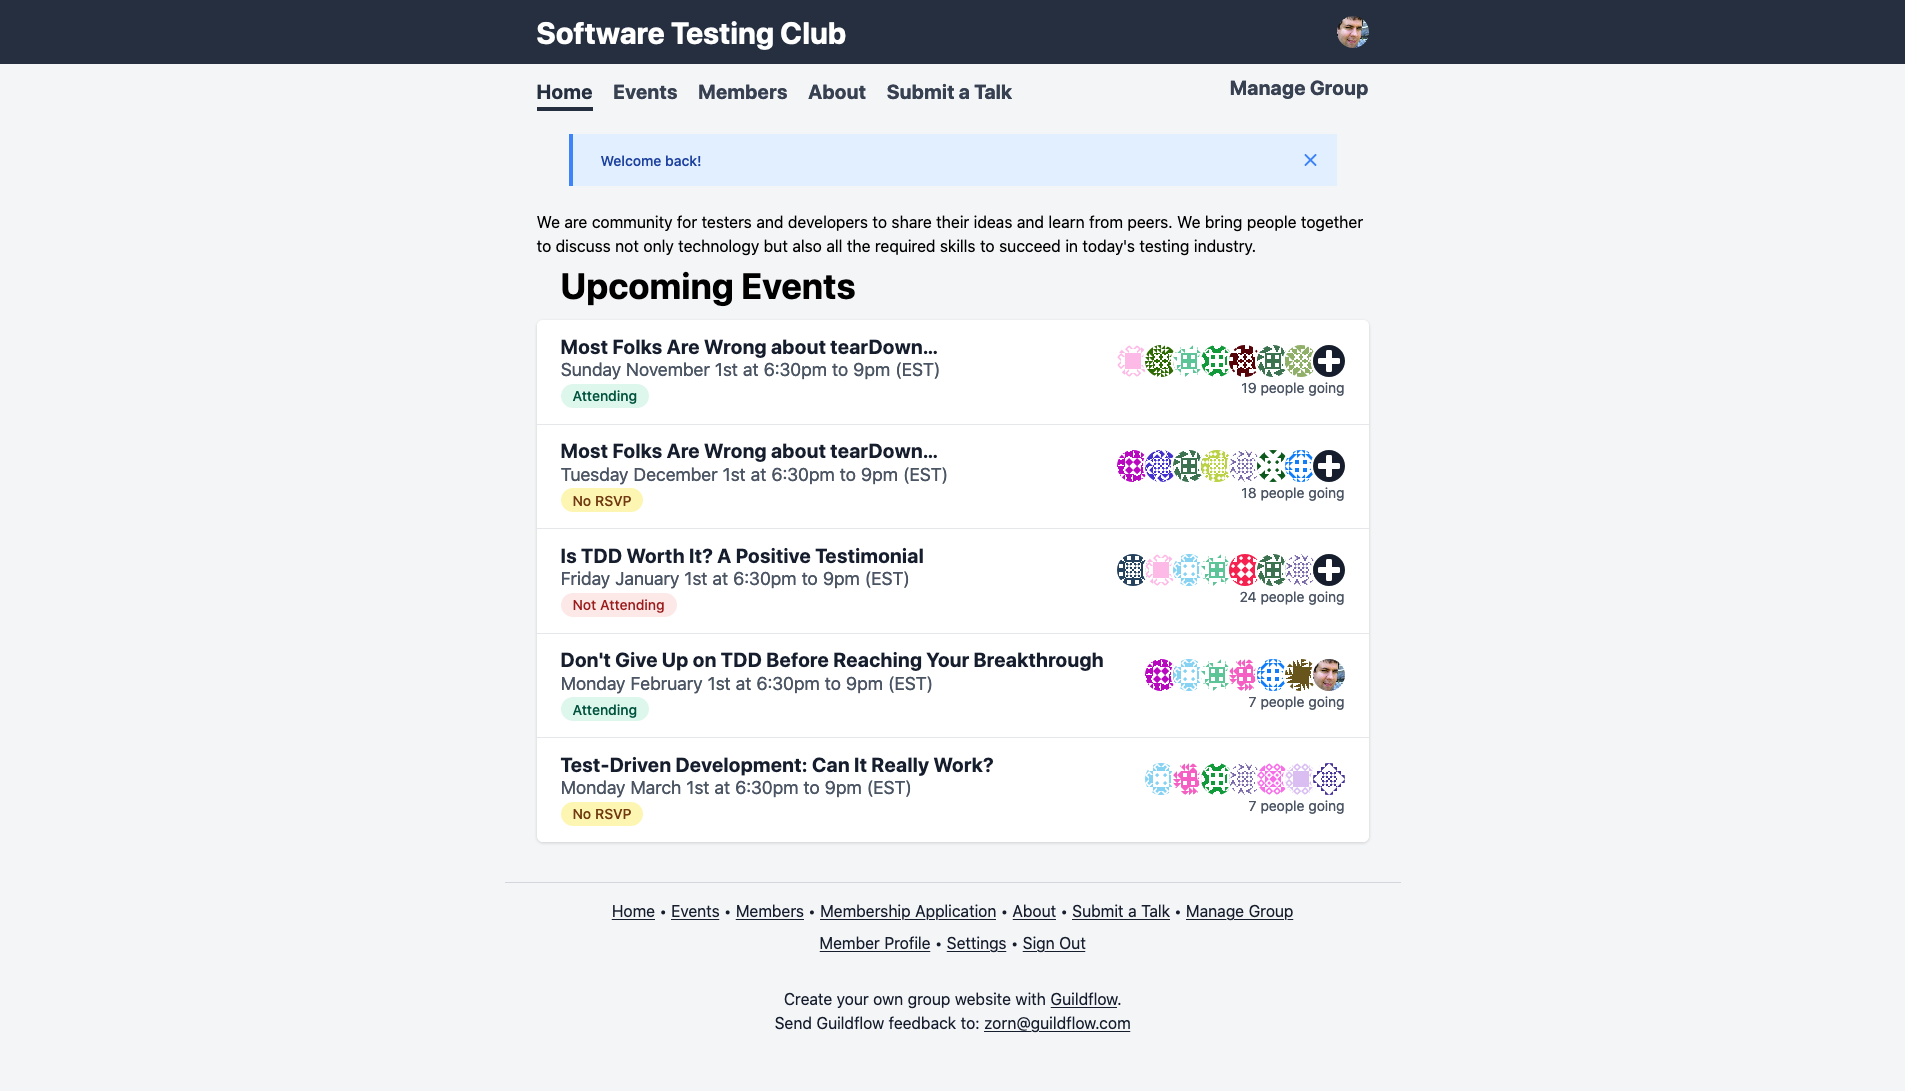 Software Testing Club
Home Events Members About Submit a Talk Manage Group
Welcome back!
We are community for testers and developers to share their ideas and learn from peers. We bring people together
to discuss not only technology but also all the required skills to succeed in today's testing industry.
Upcoming Events
Most Folks Are Wrong about tearDown...
Sunday November 1st at 6:30pm to 9pm (EST)
Attending
19 people going
Most Folks Are Wrong about tearDown...
Tuesday December 1st at 6:30pm to 9pm (EST)
No RSVP
18 people going
Is TDD Worth It? A Positive Testimonial
Friday January 1st at 6:30pm to 9pm (EST)
Not Attending
24 people going
Don't Give Up on TDD Before Reaching Your Breakthrough
Monday February 1st at 6:30pm to 9pm (EST)
Attending
7 people going
Test-Driven Development: Can It Really Work?
Monday March 1st at 6:30pm to 9pm (EST)
No RSVP
7 people going
Home • Events • Members • Membership Application • About • Submit a Talk • Manage Group
Member Profile • Settings • Sign Out
Create your own group website with Guildflow.
Send Guildflow feedback to: zorn@guildflow.com